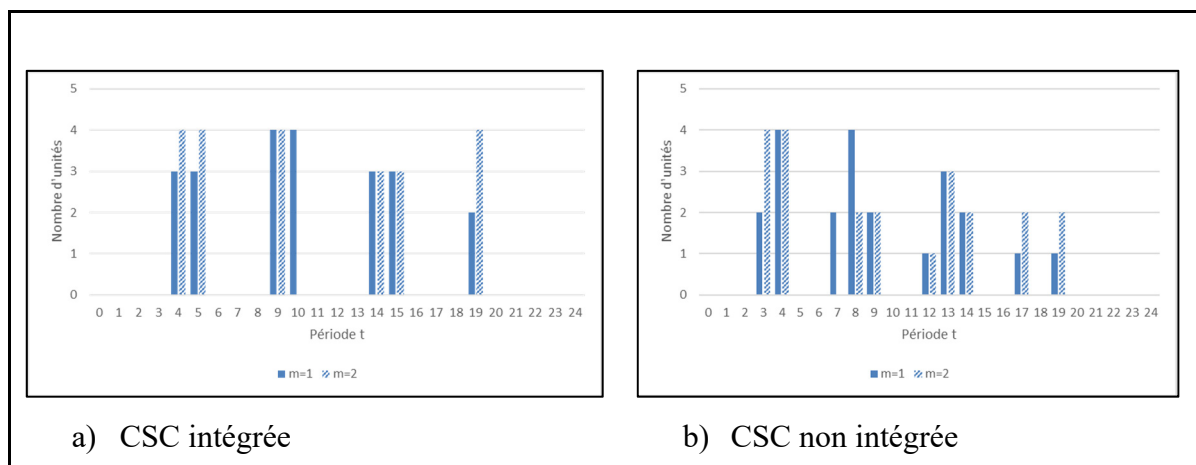 5
4
3
2
1
0
Nombre d'unités
0 1 2 3 4 5 6 7 8 9 10 11 12 13 14 15 16 17 18 19 20 21 22 23 24
Période t
m=1 m=2
a) CSC intégrée
5
4
3
2
1
0
Nombre d'unités
0 1 2 3 4 5 6 7 8 9 10 11 12 13 14 15 16 17 18 19 20 21 22 23 24
Période t
m=1 m=2
b) CSC non intégrée